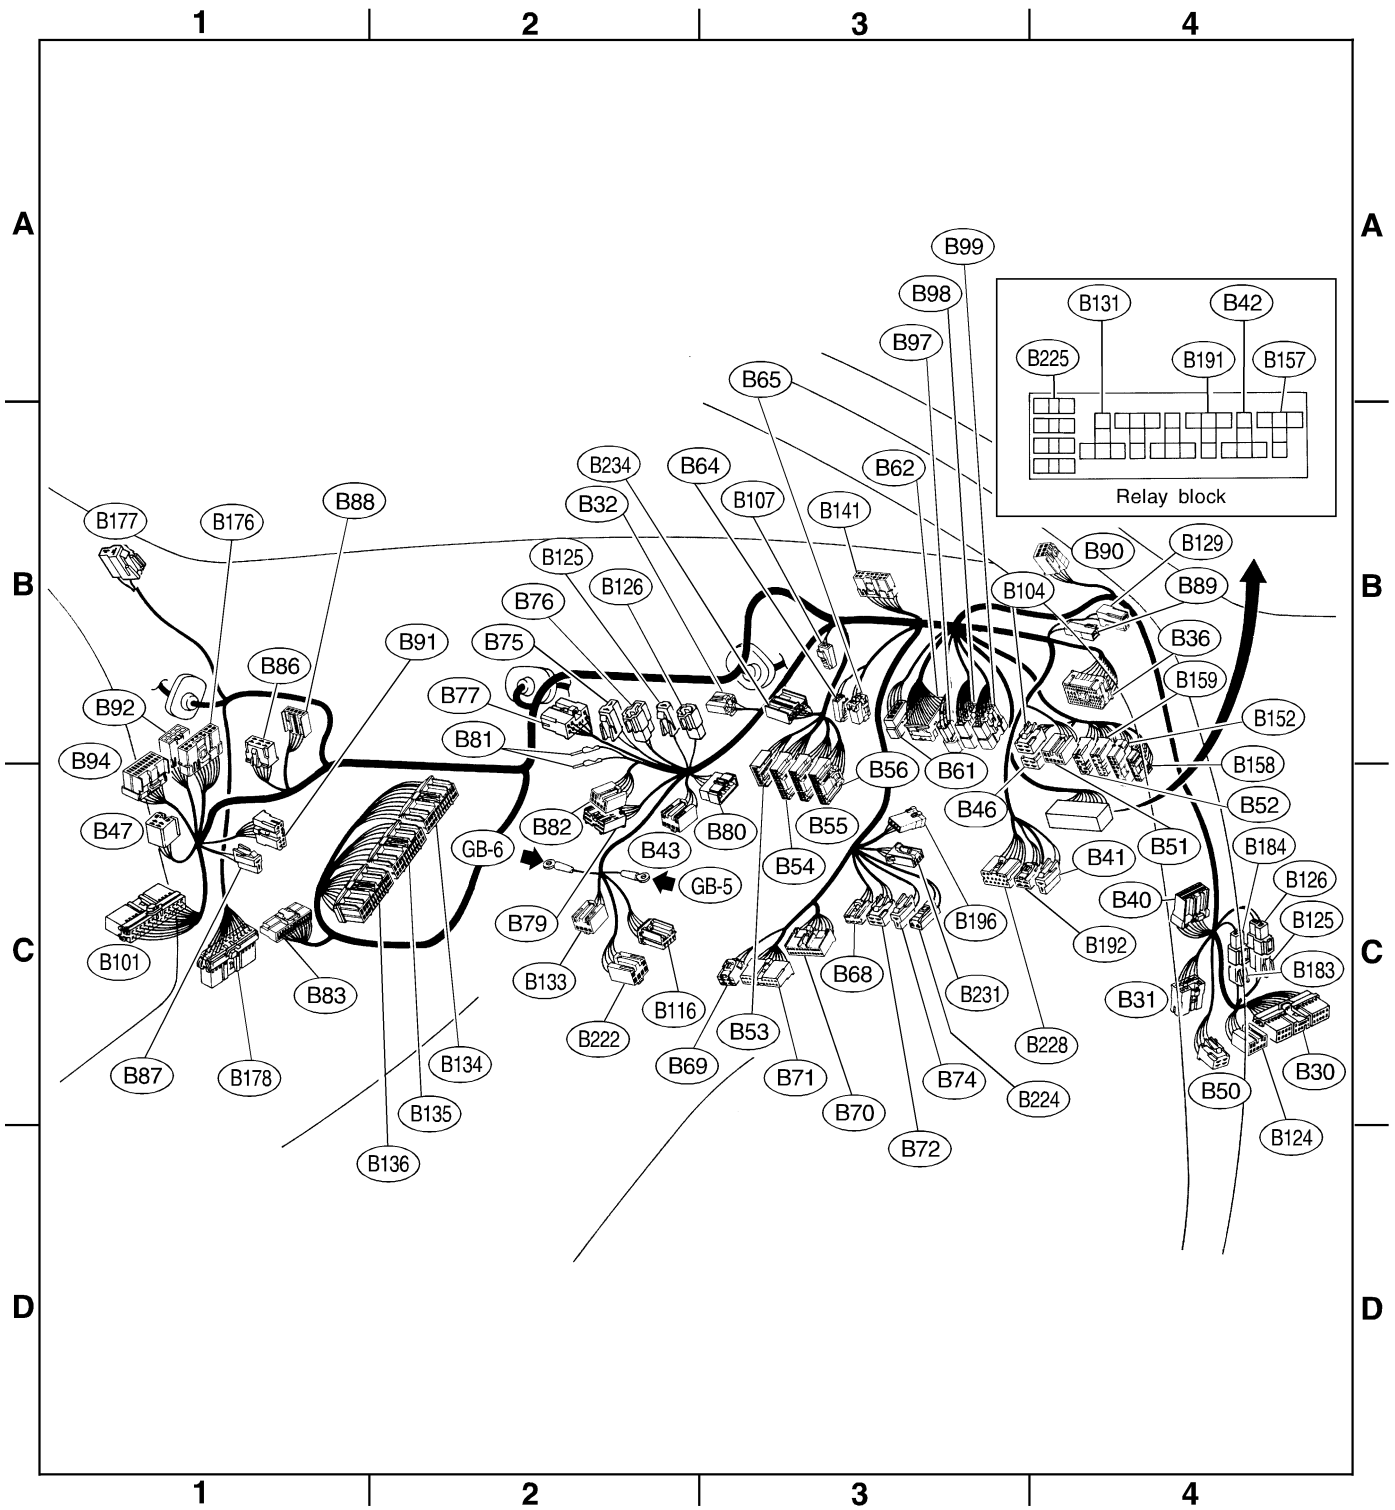 1 2 3 4
A A
B99
B98
B131 B42
B97
B225 B191 B157
B65
Relay block
B234 B64 B62
B107
B32 B141
B88
B177 B176
B125 B90 B129
B126
B B
B104 B89
B76
B75 B91 B36
B86
B77 B159
B92
B81 B152
B94 B56 B61 B158
B46 B52
B47 B82 B80 B55
GB-6 B43 B54 B41 B51 B184
GB-5 B126
B40
B79 B196 B125
B192
C C
B101 B133 B68 B183
B83 B231 B31
B116
B222 B53 B228
B69
B87 B178 B134 B71 B74 B50 B30
B135 B70 B224
B72 B124
B136
D D
1 2 3 4